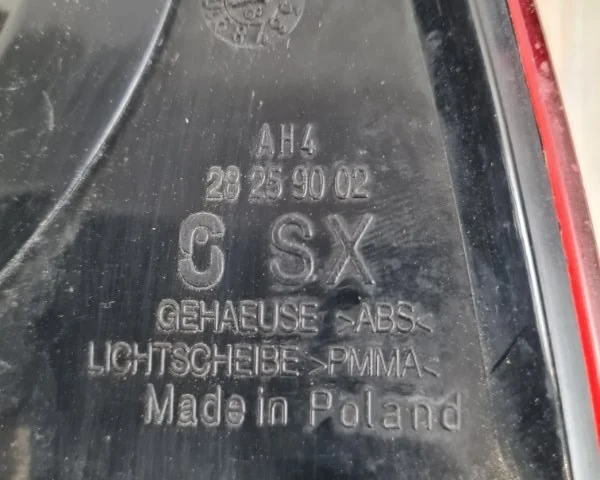 AH4
28 25 90 02
C SX
GEHAEUSE >ABS<
LICHTSCHEIBE >PMMA<
Made in Poland